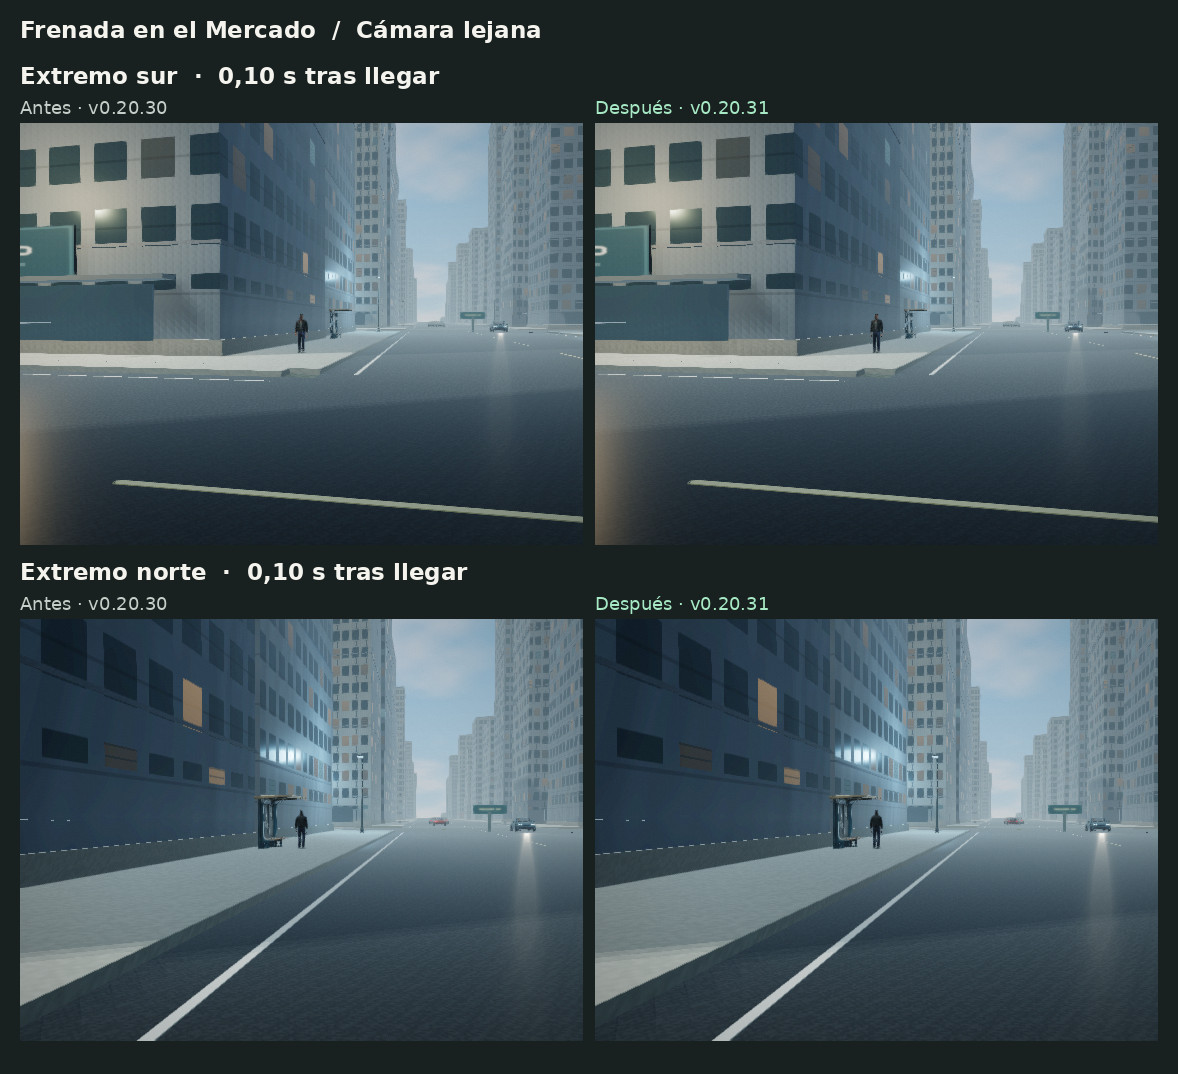 Frenada en el Mercado / Cámara lejana
Extremo sur · 0,10 s tras llegar
Antes · v0.20.30
Después · v0.20.31
Extremo norte · 0,10 s tras llegar
Antes · v0.20.30
Después · v0.20.31